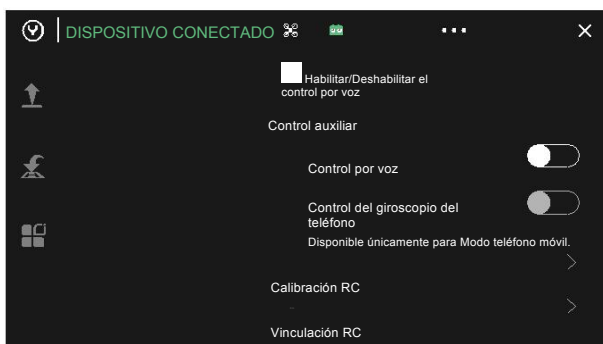 DISPOSITIVO CONECTADO
Habilitar/Deshabilitar el
control por voz
Control auxiliar
Control por voz
Control del giroscopio del
teléfono
Disponible únicamente para Modo teléfono móvil.
Calibración RC
Vinculación RC